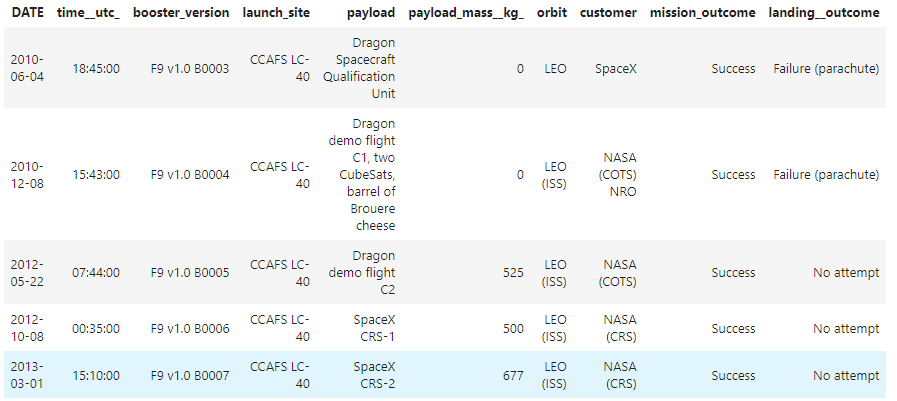 DATE time__utc_ booster_version launch_site payload payload_mass__kg_ orbit customer mission_outcome landing__outcome
2010-
06-04 18:45:00 F9 v1.0 B0003 CCAFS LC-
40 Dragon
Spacecraft
Qualification
Unit 0 LEO SpaceX Success Failure (parachute)
2010-
12-08 15:43:00 F9 v1.0 B0004 CCAFS LC-
40 Dragon
demo flight
C1, two
CubeSats,
barrel of
Brouere
cheese 0 LEO
(ISS) NASA
(COTS)
NRO Success Failure (parachute)
2012-
05-22 07:44:00 F9 v1.0 B0005 CCAFS LC-
40 Dragon
demo flight
C2 525 LEO
(ISS) NASA
(COTS) Success No attempt
2012-
10-08 00:35:00 F9 v1.0 B0006 CCAFS LC-
40 SpaceX
CRS-1 500 LEO
(ISS) NASA
(CRS) Success No attempt
2013-
03-01 15:10:00 F9 v1.0 B0007 CCAFS LC-
40 SpaceX
CRS-2 677 LEO
(ISS) NASA
(CRS) Success No attempt